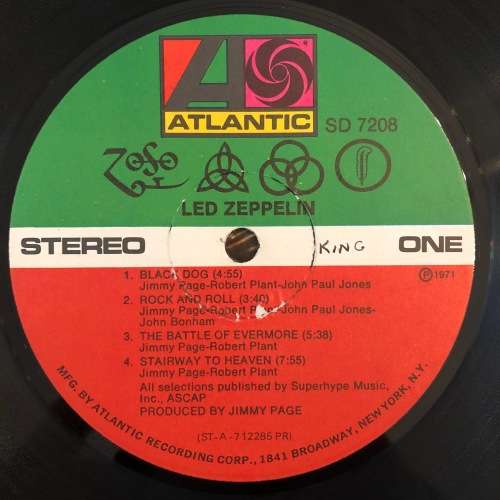 ATLANTIC
SD 7208
LED ZEPPELIN
STEREO
KING
ONE
℗ 1971
1. BLACK DOG (4:55)
Jimmy Page-Robert Plant-John Paul Jones
2. ROCK AND ROLL (3:40)
Jimmy Page-Robert Plant-John Paul Jones-
John Bonham
3. THE BATTLE OF EVERMORE (5:38)
Jimmy Page-Robert Plant
4. STAIRWAY TO HEAVEN (7:55)
Jimmy Page-Robert Plant
All selections published by Superhype Music,
Inc., ASCAP
PRODUCED BY JIMMY PAGE
(ST-A-712285 PR)
MFG. BY ATLANTIC RECORDING CORP., 1841 BROADWAY, NEW YORK, N.Y.